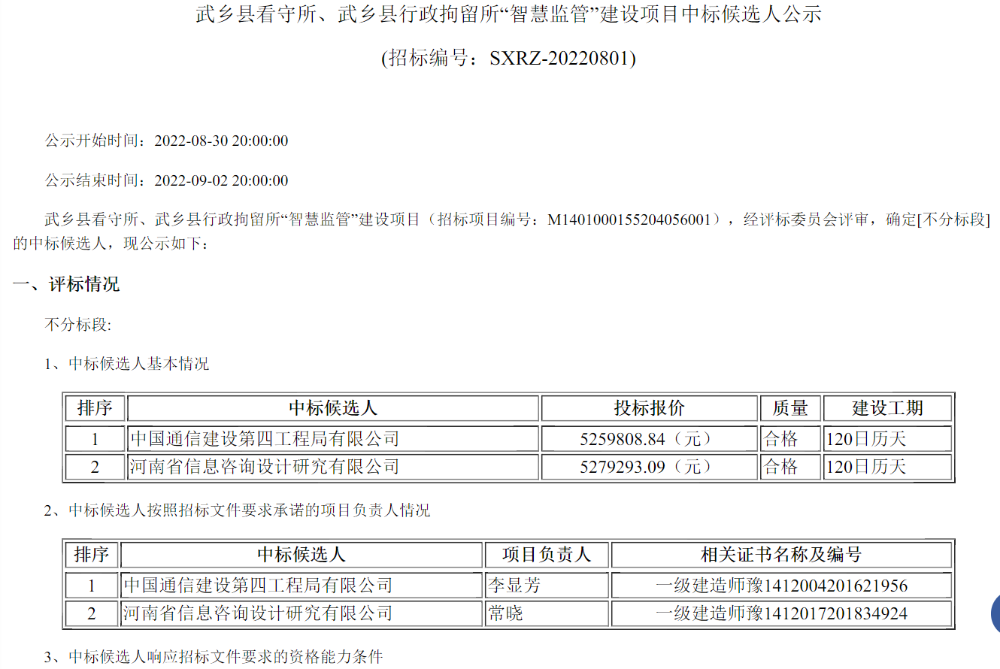 武乡县看守所、武乡县行政拘留所“智慧监管”建设项目中标候选人公示
(招标编号：SXRZ-20220801)
公示开始时间：2022-08-30 20:00:00
公示结束时间：2022-09-02 20:00:00
武乡县看守所、武乡县行政拘留所“智慧监管”建设项目（招标项目编号：M1401000155204056001），经评标委员会评审，确定[不分标段]
的中标候选人，现公示如下：
一、评标情况
不分标段:
1、中标候选人基本情况
排序 中标候选人 投标报价 质量 建设工期
1 中国通信建设第四工程局有限公司 5259808.84（元） 合格 120日历天
2 河南省信息咨询设计研究有限公司 5279293.09（元） 合格 120日历天
2、中标候选人按照招标文件要求承诺的项目负责人情况
排序 中标候选人 项目负责人 相关证书名称及编号
1 中国通信建设第四工程局有限公司 李显芳 一级建造师豫1412004201621956
2 河南省信息咨询设计研究有限公司 常晓 一级建造师豫1412017201834924
3、中标候选人响应招标文件要求的资格能力条件